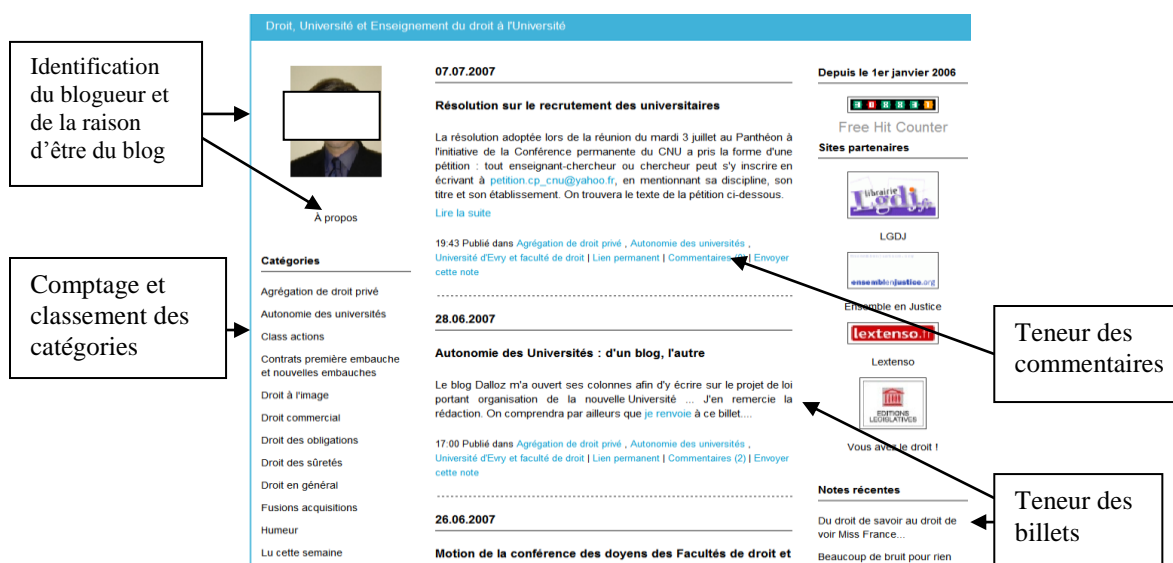 Droit, Université et Enseignement du droit à l'Université
Identification
du blogueur et
de la raison
d'être du blog
À propos
Comptage et
classement des
catégories
Catégories
Agrégation de droit privé
Autonomie des universités
Class actions
Contrats première embauche
et nouvelles embauches
Droit à l'image
Droit commercial
Droit des obligations
Droit des sûretés
Droit en général
Fusions acquisitions
Humeur
Lu cette semaine
07.07.2007
Résolution sur le recrutement des universitaires
La résolution adoptée lors de la réunion du mardi 3 juillet au Panthéon à
l'initiative de la Conférence permanente du CNU a pris la forme d'une
pétition : tout enseignant-chercheur ou chercheur peut s'y inscrire en
écrivant à petition.cp_cnu@yahoo.fr, en mentionnant sa discipline, son
titre et son établissement. On trouvera le texte de la pétition ci-dessous.
Lire la suite
19:43 Publié dans Agrégation de droit privé , Autonomie des universités ,
Université d'Evry et faculté de droit | Lien permanent | Commentaires | Envoyer
cette note
28.06.2007
Autonomie des Universités : d'un blog, l'autre
Le blog Dalloz m'a ouvert ses colonnes afin d'y écrire sur le projet de loi
portant organisation de la nouvelle Université ... J'en remercie la
rédaction. On comprendra par ailleurs que je renvoie à ce billet....
17:00 Publié dans Agrégation de droit privé , Autonomie des universités ,
Université d'Evry et faculté de droit | Lien permanent | Commentaires (2) | Envoyer
cette note
26.06.2007
Motion de la conférence des doyens des Facultés de droit et
Depuis le 1er janvier 2006
Free Hit Counter
Sites partenaires
librairie
Lgdj.fr
LGDJ
ensemblenjustice.org
Ensemble en Justice
lextenso.fr
Lextenso
EDITIONS
LEGISLATIVES
Vous avez le droit !
Notes récentes
Du droit de savoir au droit de
voir Miss France...
Beaucoup de bruit pour rien
Teneur des
commentaires
Teneur des
billets